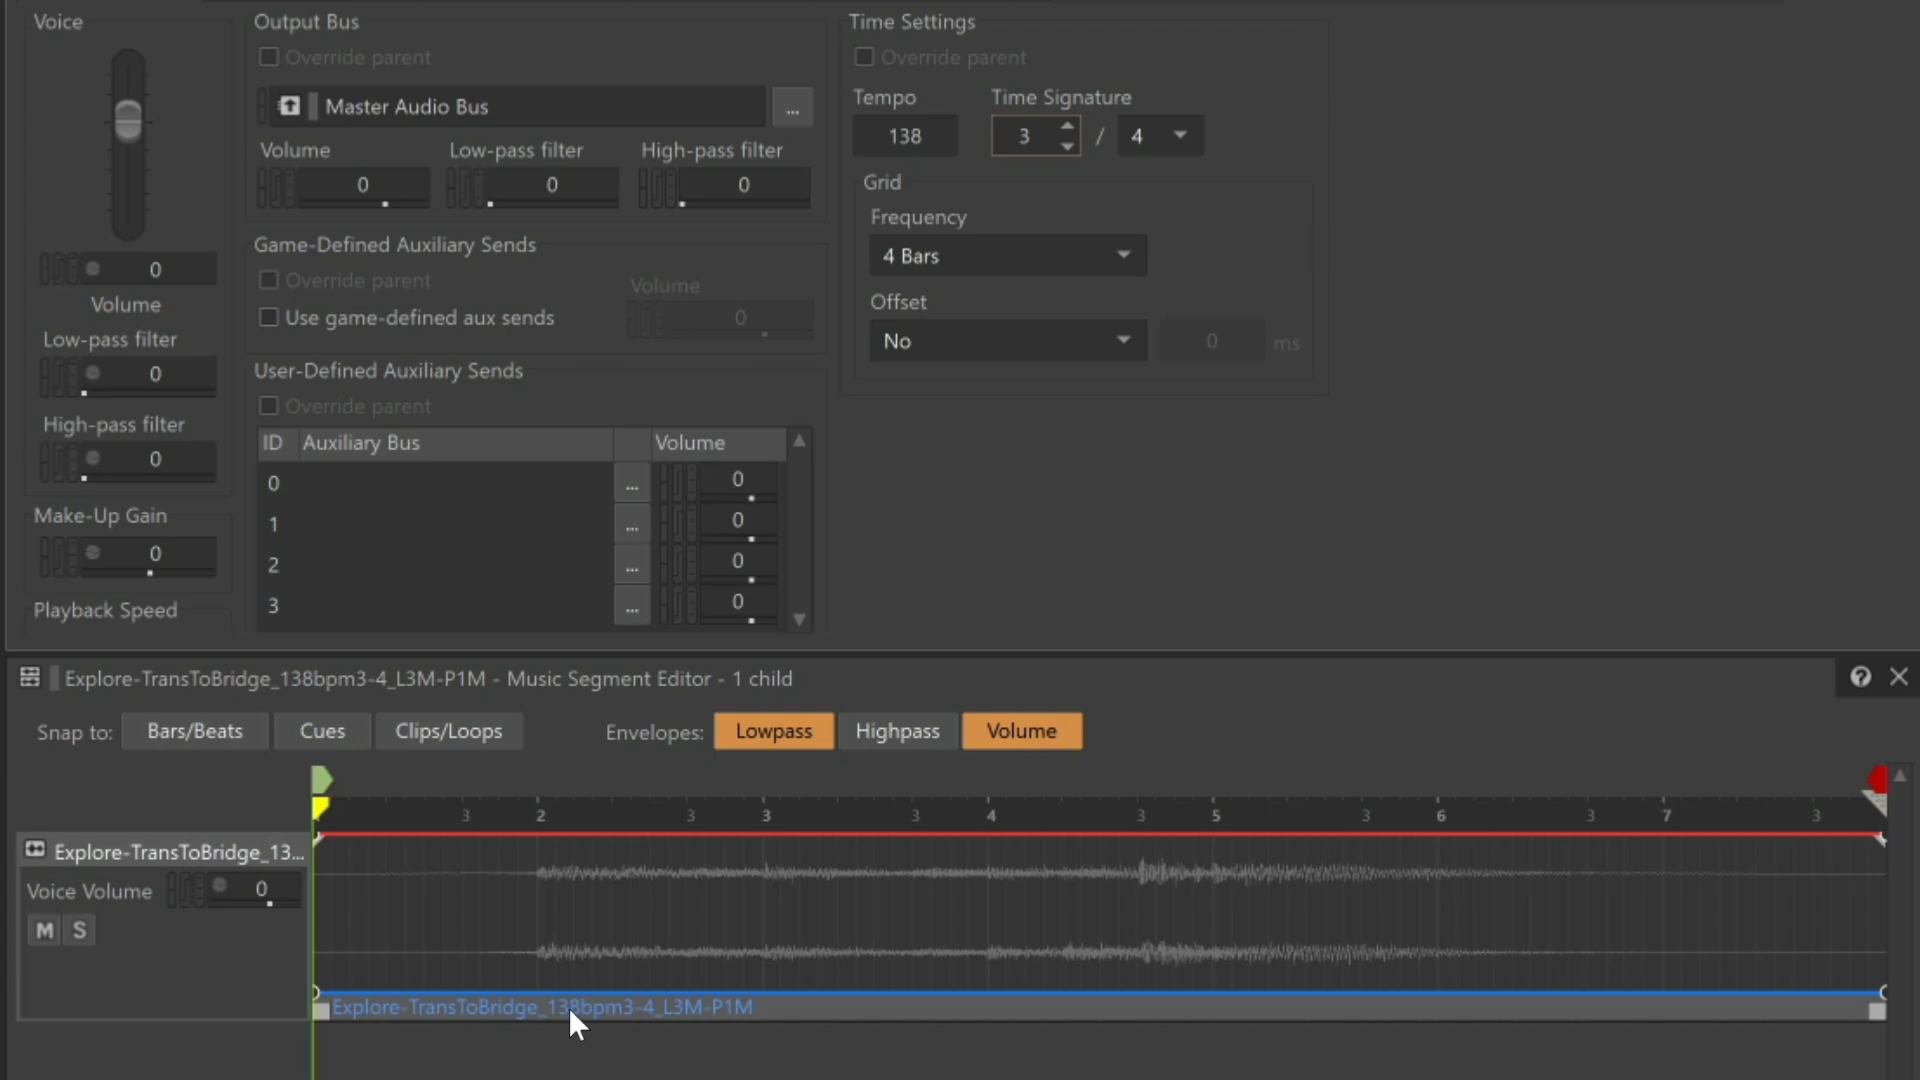 Voice
Output Bus
Time Settings
Override parent
Override parent
Master Audio Bus
...
Tempo
Time Signature
138
3
/
4
Volume
Low-pass filter
High-pass filter
0
0
0
Grid
Frequency
4 Bars
Offset
No
0
ms
0
Volume
Low-pass filter
0
High-pass filter
0
Make-Up Gain
0
Playback Speed
Game-Defined Auxiliary Sends
Override parent
Volume
Use game-defined aux sends
0
User-Defined Auxiliary Sends
Override parent
ID
Auxiliary Bus
Volume
0
...
0
1
...
0
2
...
0
3
...
0
Explore-TransToBridge_138bpm3-4_L3M-P1M - Music Segment Editor - 1 child
Snap to:
Bars/Beats
Cues
Clips/Loops
Envelopes:
Lowpass
Highpass
Volume
3 2 3 3 3 4 3 5 3 6 3 7 3
Explore-TransToBridge_13...
Voice Volume
0
M
S
Explore-TransToBridge_138bpm3-4_L3M-P1M